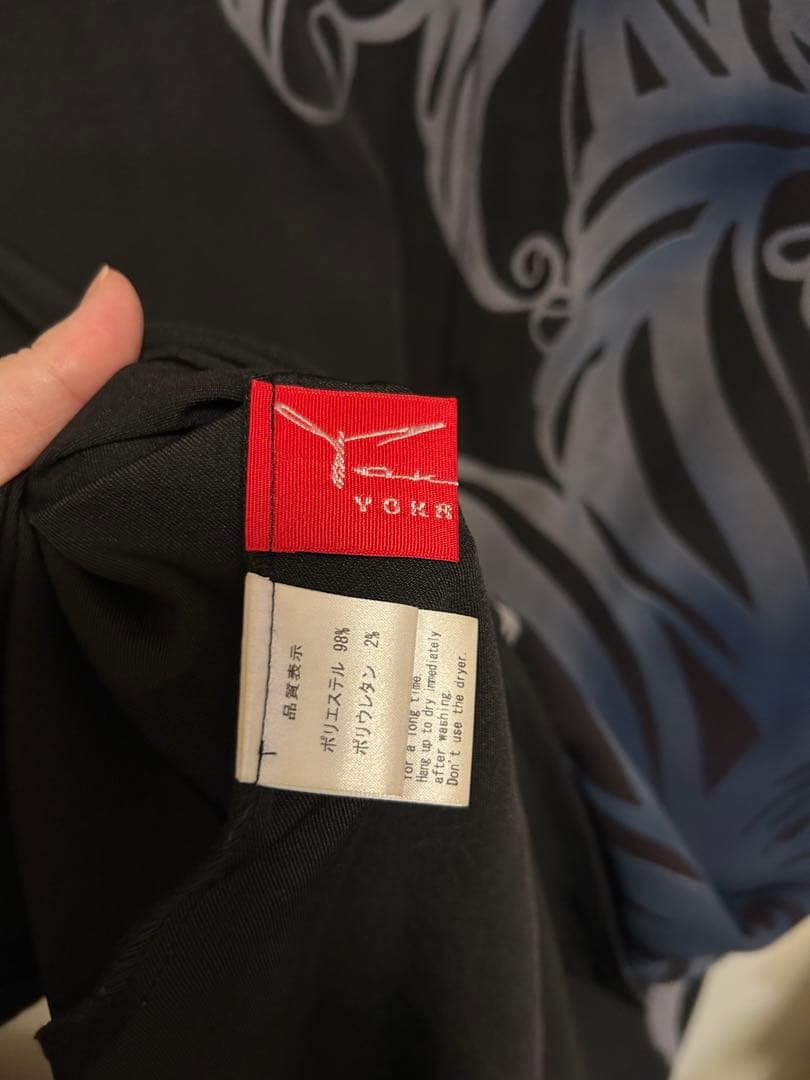 YOKA
品質表示
ポリエステル 98%
ポリウレタン 2%
for a long time.
Hang up to dry immediately
after washing.
Don't use the dryer.